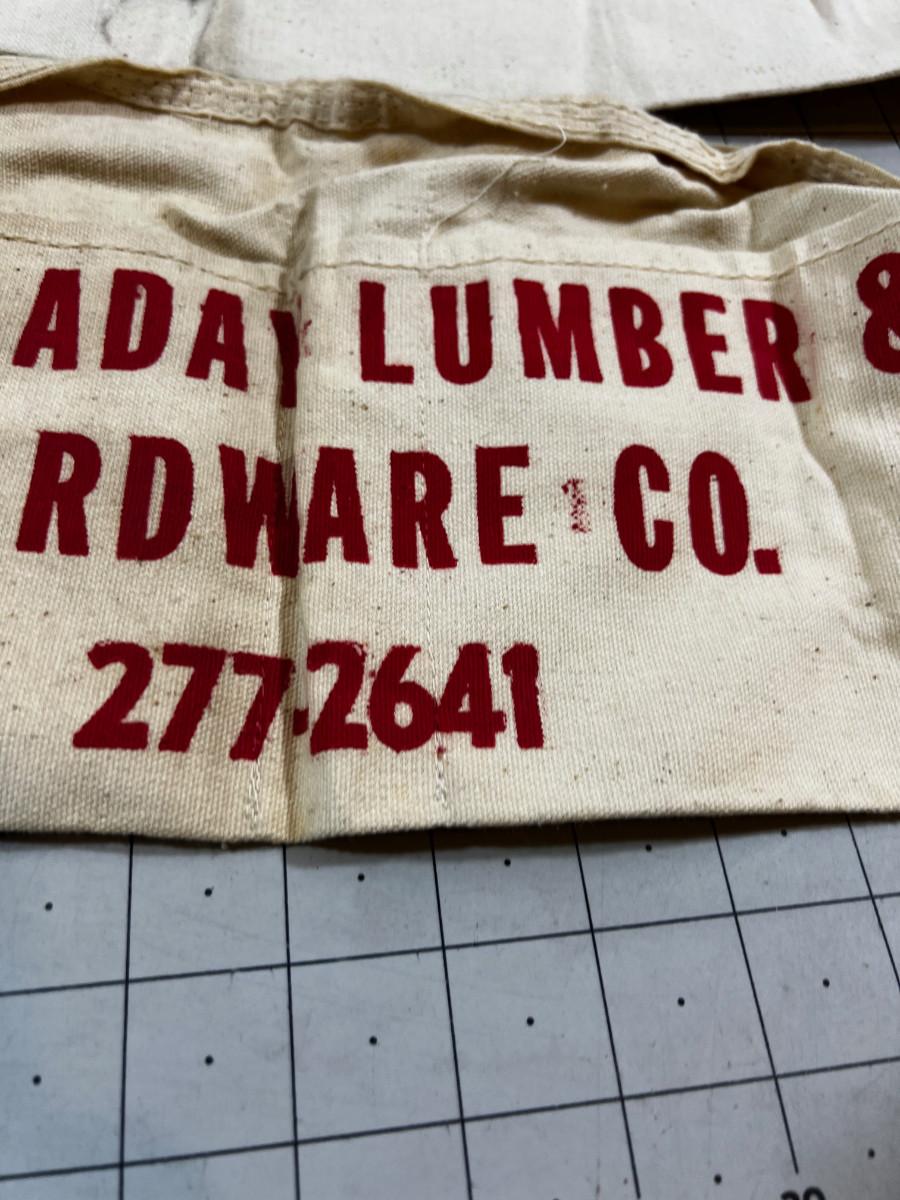 ADAY LUMBER &
RDWARE CO.
277-2641